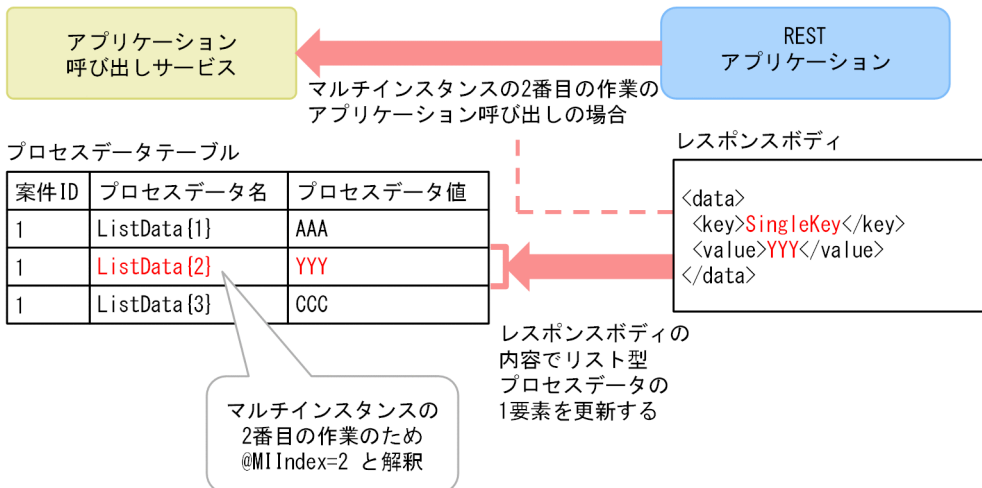 アプリケーション
呼び出しサービス
REST
アプリケーション
マルチインスタンスの2番目の作業の
アプリケーション呼び出しの場合
プロセスデータテーブル
案件ID プロセスデータ名 プロセスデータ値
1 ListData{1} AAA
1 ListData{2} YYY
1 ListData{3} CCC
レスポンスボディ
<data>
<key>SingleKey</key>
<value>YYY</value>
</data>
レスポンスボディの
内容でリスト型
プロセスデータの
1要素を更新する
マルチインスタンスの
2番目の作業のため
@MIIndex=2 と解釈